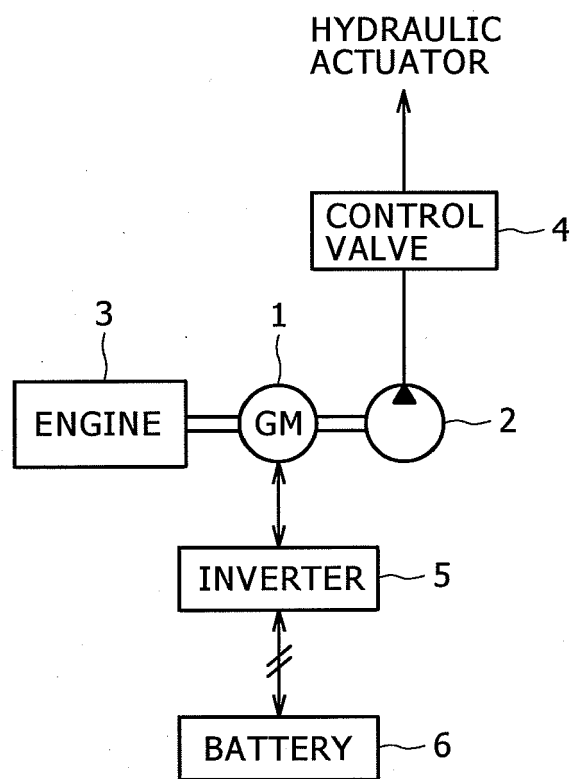 HYDRAULIC
ACTUATOR
CONTROL
VALVE
4
3
1
ENGINE
GM
2
INVERTER
5
BATTERY
6